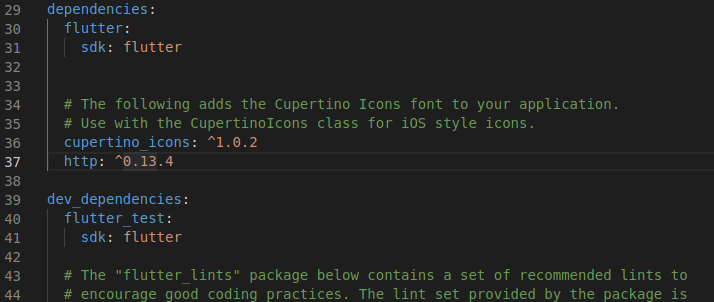 29 dependencies:
30   flutter:
31     sdk: flutter
32
33
34   # The following adds the Cupertino Icons font to your application.
35   # Use with the CupertinoIcons class for iOS style icons.
36   cupertino_icons: ^1.0.2
37   http: ^0.13.4
38
39 dev_dependencies:
40   flutter_test:
41     sdk: flutter
42
43   # The "flutter_lints" package below contains a set of recommended lints to
44   # encourage good coding practices. The lint set provided by the package is